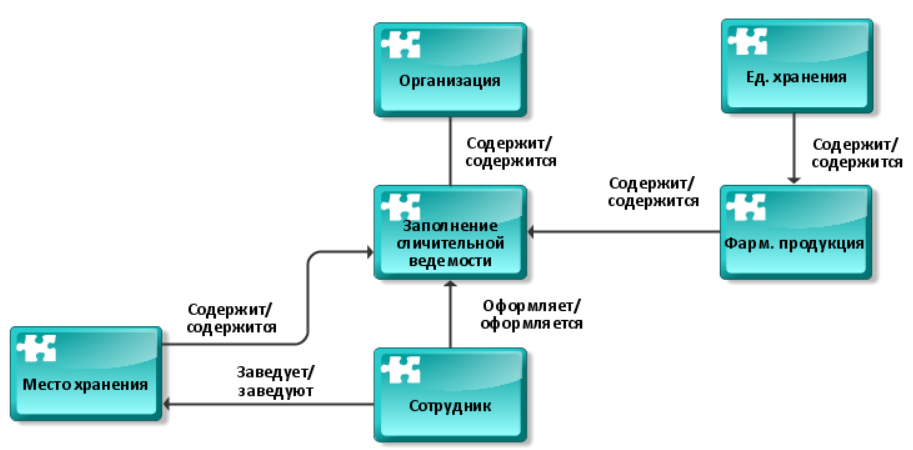 Организация
Ед. хранения
Содержит/
содержится
Содержит/
содержится
Содержит/
содержится
Заполнение
сличительной
ведемости
Фарм. продукция
Содержит/
содержится
Оформляет/
оформляется
Место хранения
Заведует/
заведуют
Сотрудник